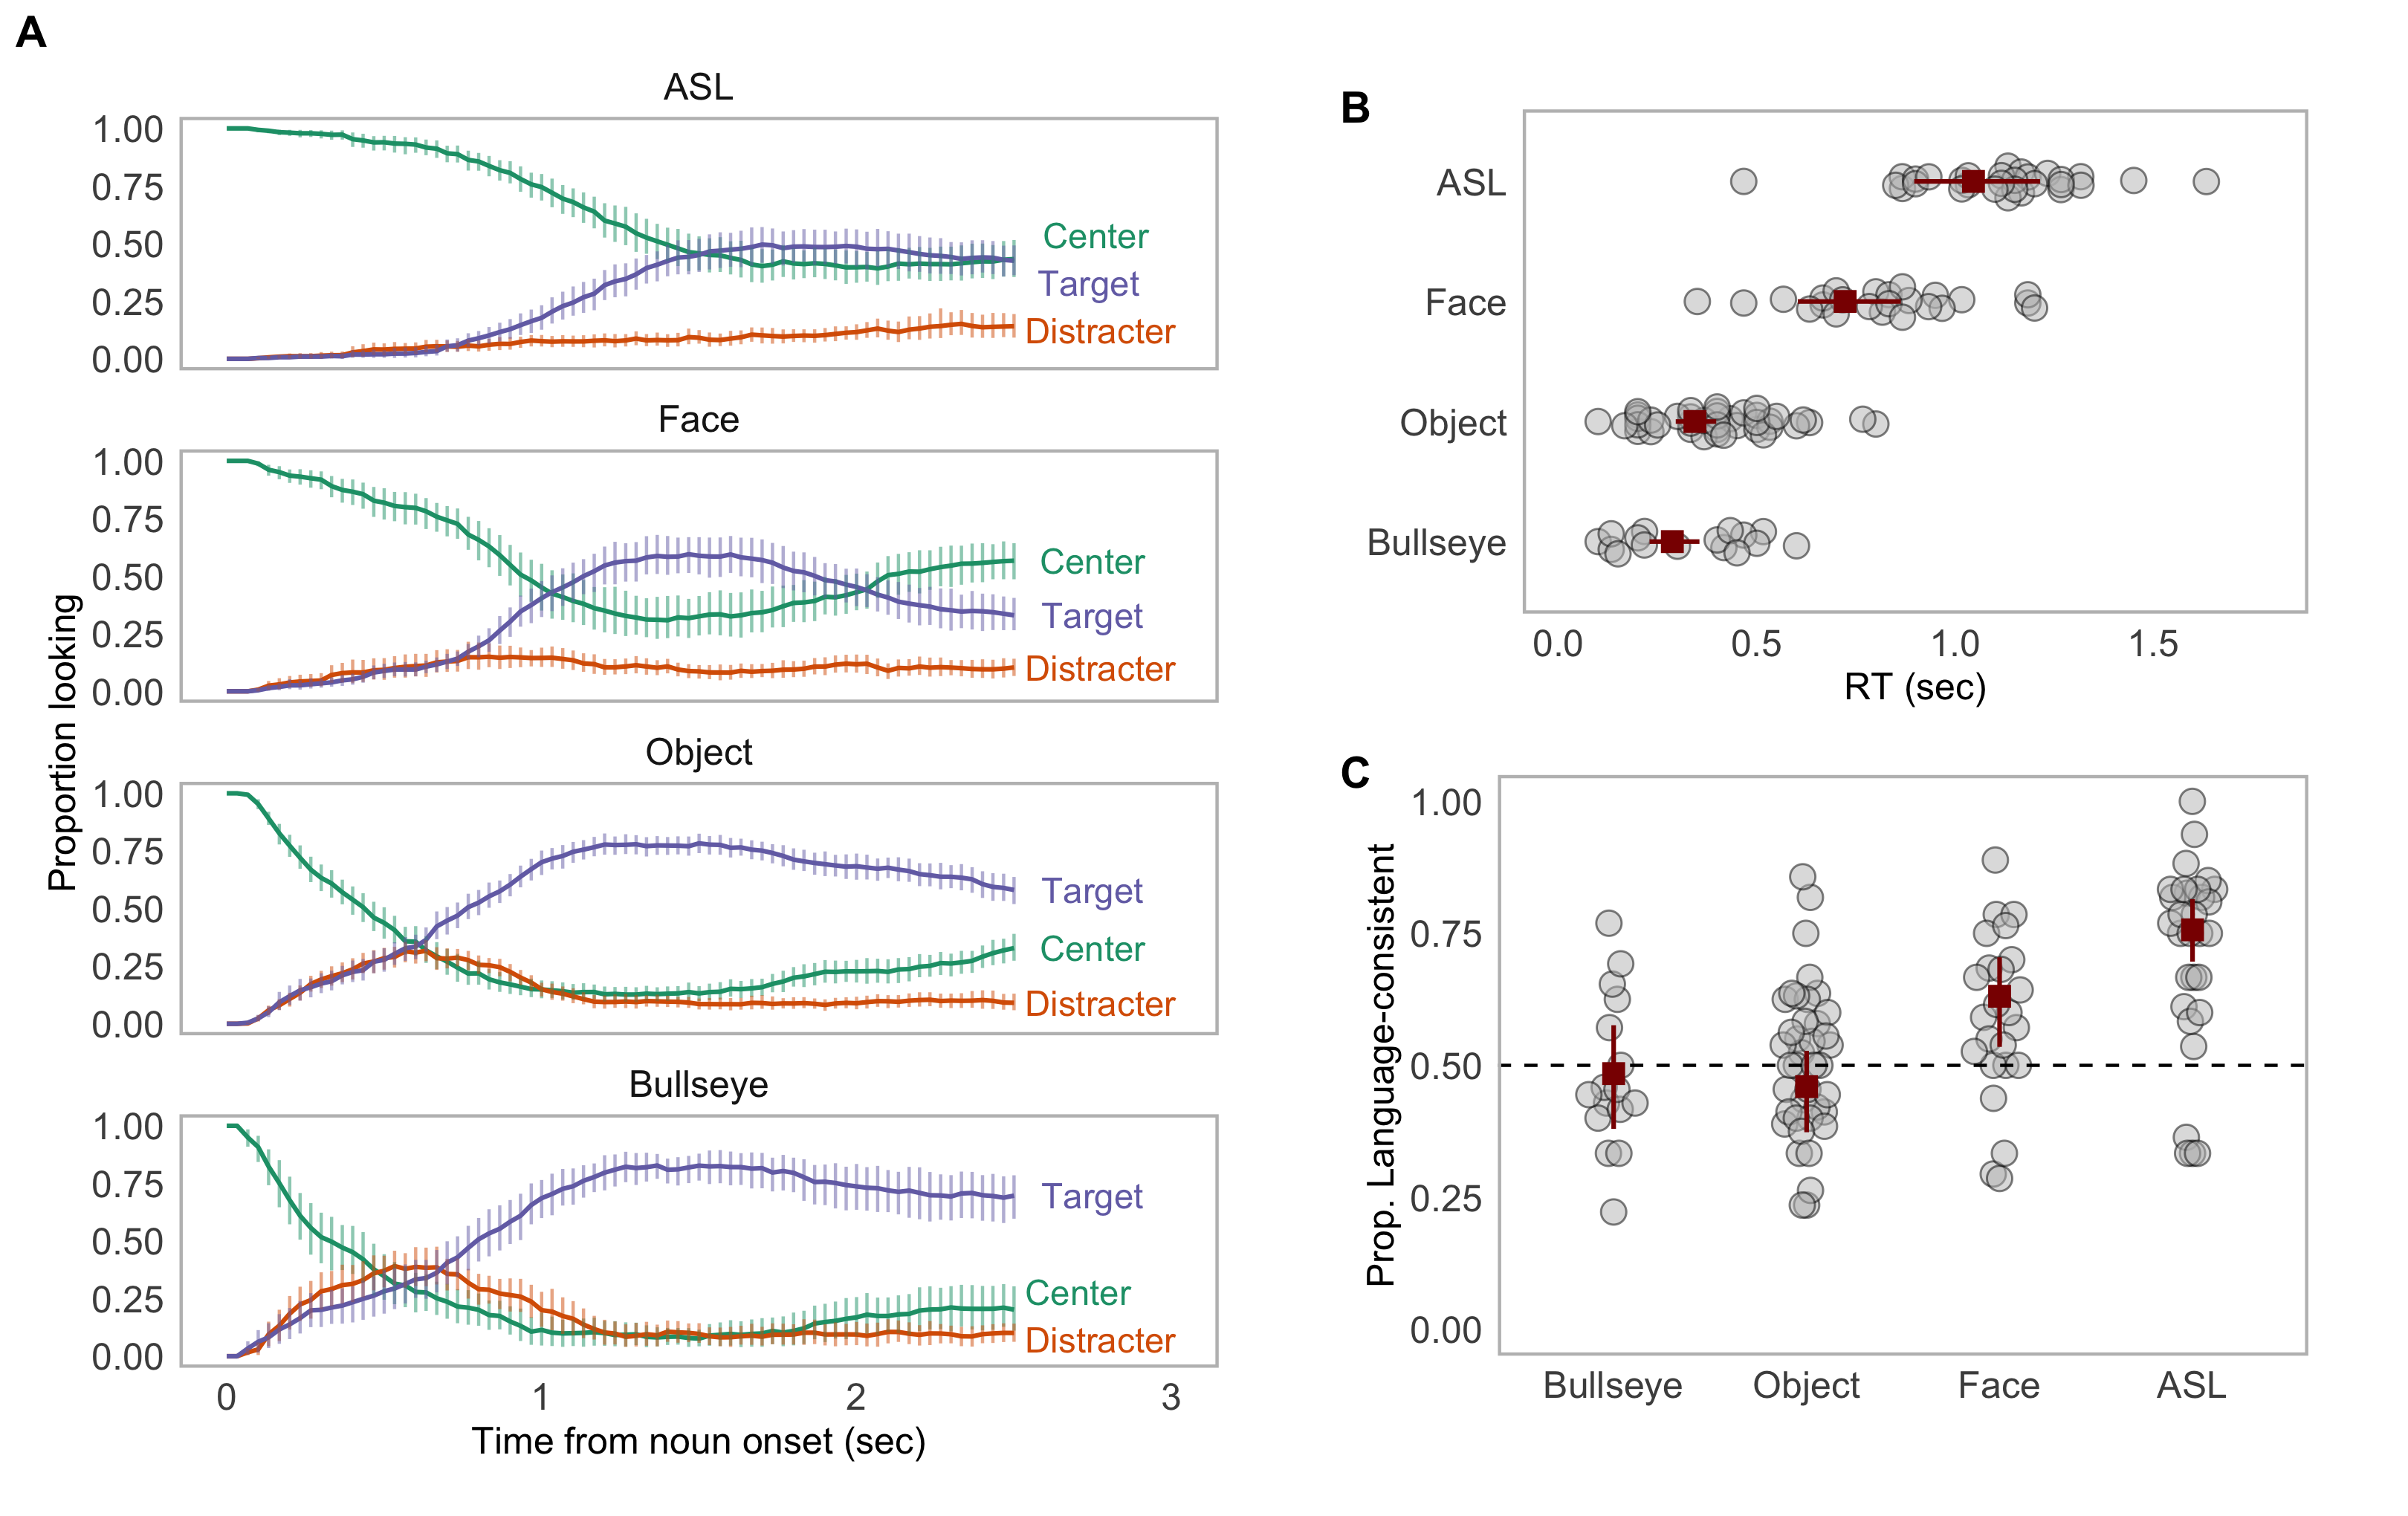 A
Proportion looking
ASL
1.00
0.75
0.50
0.25
0.00
Center
Target
Distracter
Face
1.00
0.75
0.50
0.25
0.00
Center
Target
Distracter
Object
1.00
0.75
0.50
0.25
0.00
Target
Center
Distracter
Bullseye
1.00
0.75
0.50
0.25
0.00
Target
Center
Distracter
0 1 2 3
Time from noun onset (sec)
B
ASL
Face
Object
Bullseye
0.0 0.5 1.0 1.5
RT (sec)
C
Prop. Language-consistent
1.00
0.75
0.50
0.25
0.00
Bullseye Object Face ASL